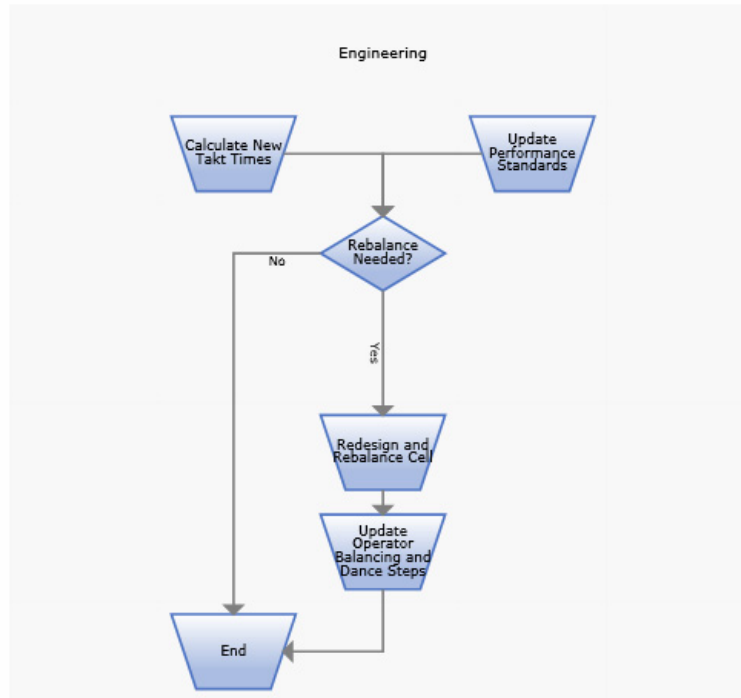 Engineering
Calculate New
Takt Times
Update
Performance
Standards
Rebalance
Needed?
No
Yes
Redesign and
Rebalance Cell
Update
Operator
Balancing and
Dance Steps
End